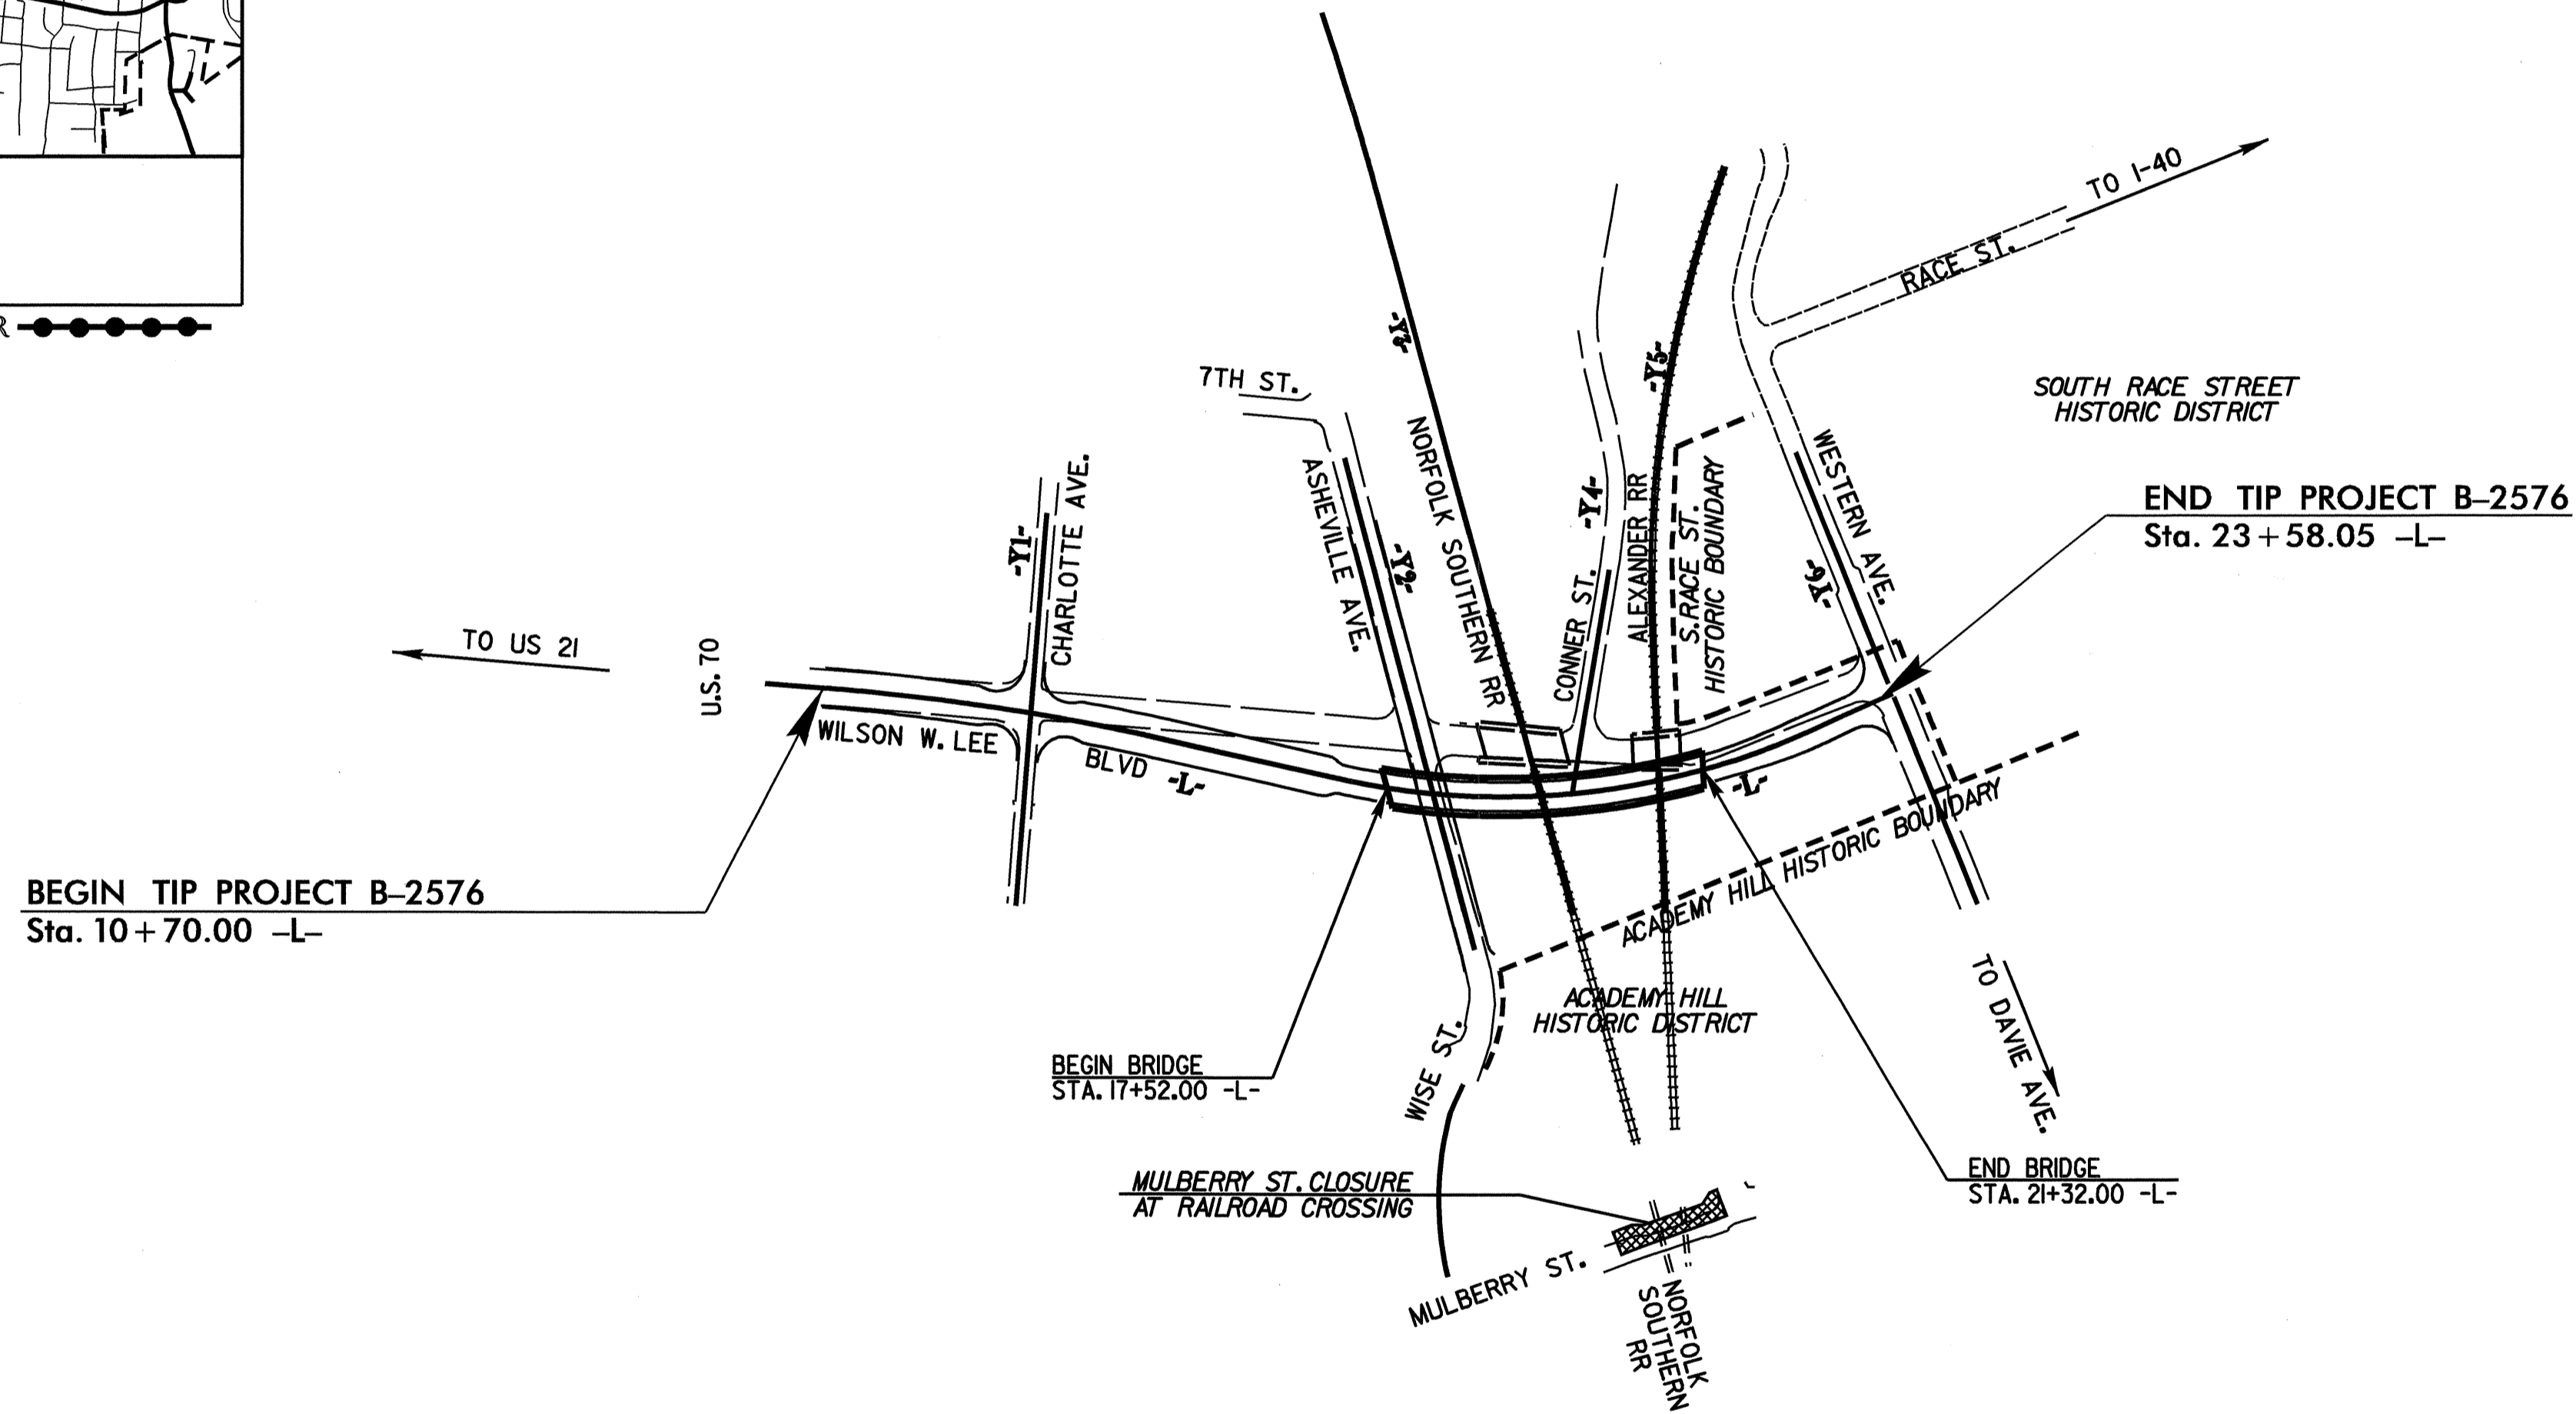 R
TO I-40
RACE ST.
-Y5-
7TH ST.
SOUTH RACE STREET
HISTORIC DISTRICT
NORFOLK SOUTHERN RR
ASHEVILLE AVE.
-Y1-
CHARLOTTE AVE.
-Y2-
-Y4-
CONNER ST.
ALEXANDER RR
S. RACE ST.
HISTORIC BOUNDARY
WESTERN AVE.
-Y6-
END TIP PROJECT B–2576
Sta. 23+58.05 –L–
TO US 21
U.S. 70
WILSON W. LEE
BLVD -L-
-L-
BEGIN TIP PROJECT B–2576
Sta. 10+70.00 –L–
ACADEMY HILL HISTORIC BOUNDARY
ACADEMY HILL
HISTORIC DISTRICT
TO DAVIE AVE.
BEGIN BRIDGE
STA. 17+52.00 -L-
WISE ST.
END BRIDGE
STA. 21+32.00 -L-
MULBERRY ST. CLOSURE
AT RAILROAD CROSSING
MULBERRY ST.
NORFOLK
SOUTHERN
RR